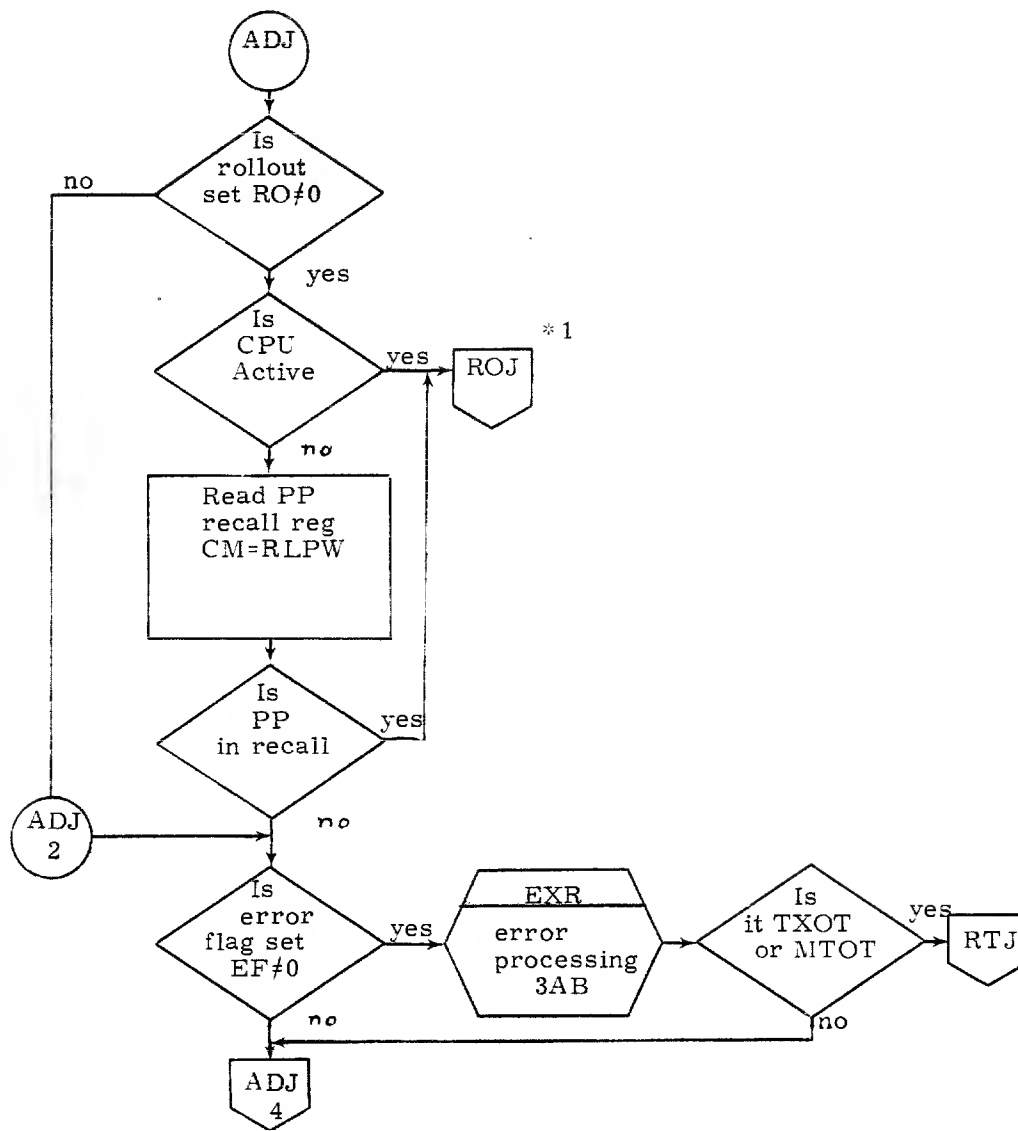 ADJ
Is
rollout
set RO≠0
no
yes
Is
CPU
Active
yes
ROJ
*1
no
Read PP
recall reg
CM=RLPW
Is
PP
in recall
yes
no
ADJ
2
Is
error
flag set
EF≠0
yes
EXR
error
processing
3AB
Is
it TXOT
or MTOT
yes
RTJ
no
no
ADJ
4